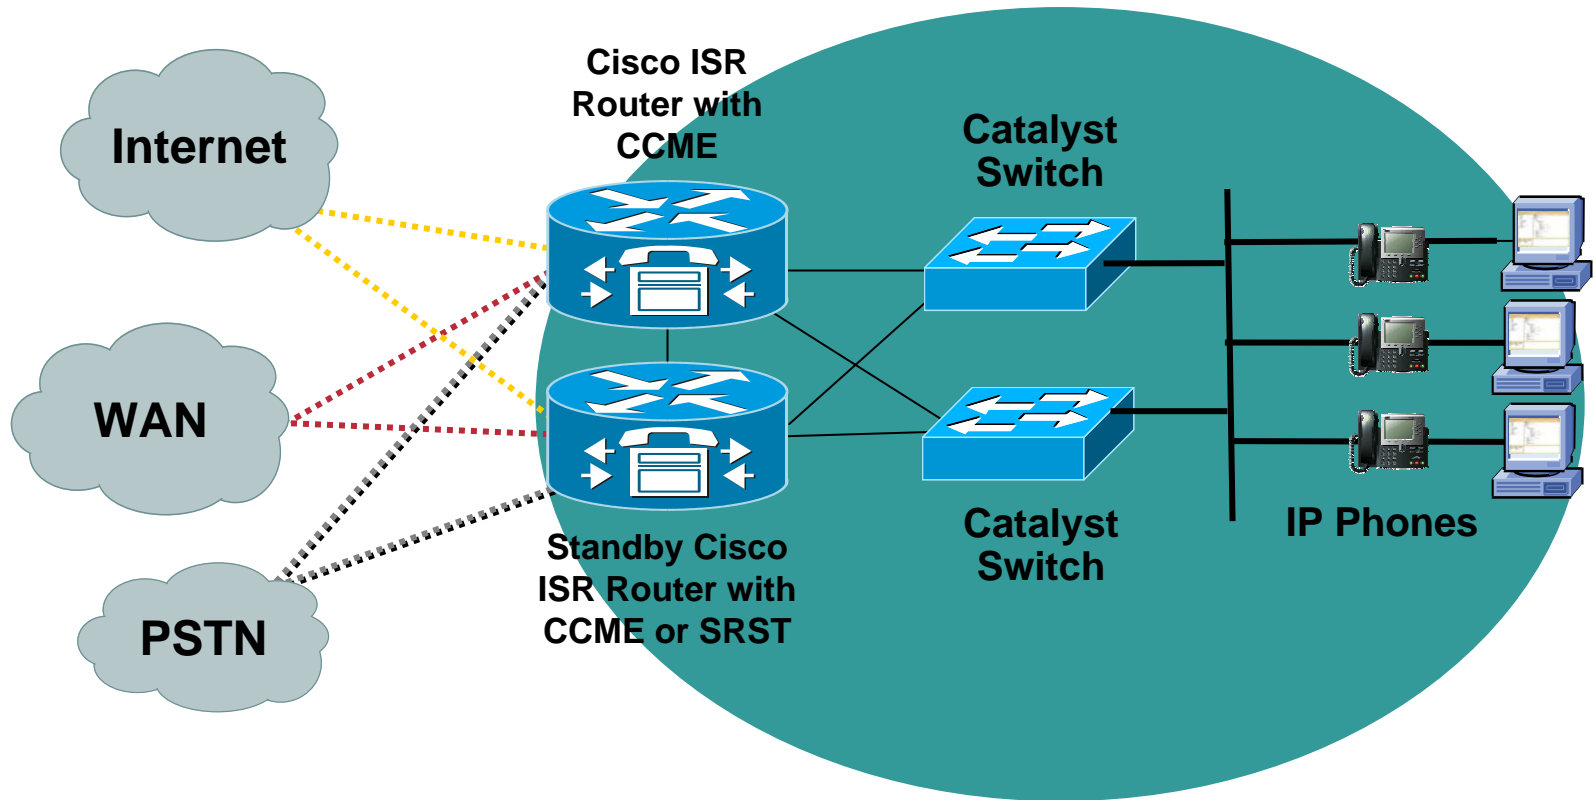 Internet
WAN
PSTN
Cisco ISR
Router with
CCME
Standby Cisco
ISR Router with
CCME or SRST
Catalyst
Switch
Catalyst
Switch
IP Phones